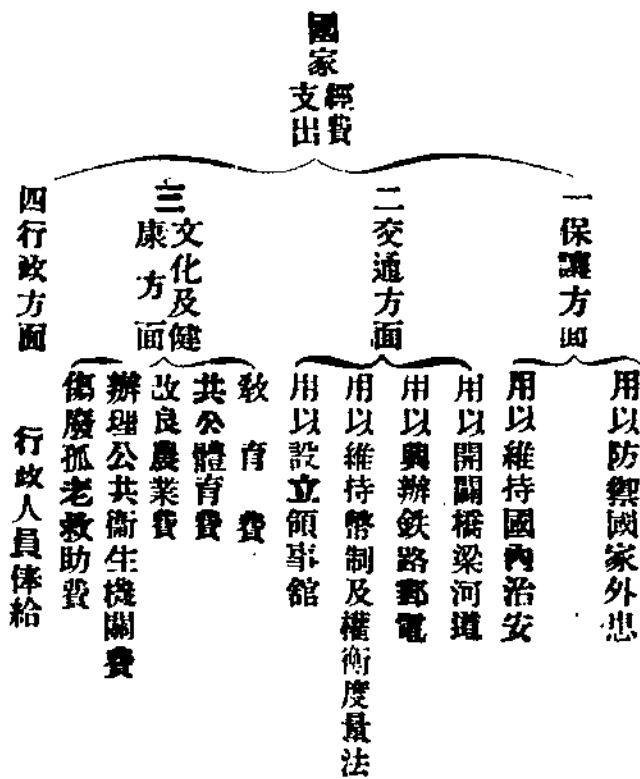 國家
經費
支出
一保護方面
用以防禦國家外患
用以維持國內治安
二交通方面
用以開闢橋梁河道
用以興辦鉄路郵電
用以維持幣制及權衡度量法
用以設立領事舘
三
文化及健
康方面
敎育費
共公體育費
改良農業費
辦理公共衞生機關費
傷廢孤老救助費
四行政方面
行政人員俸給